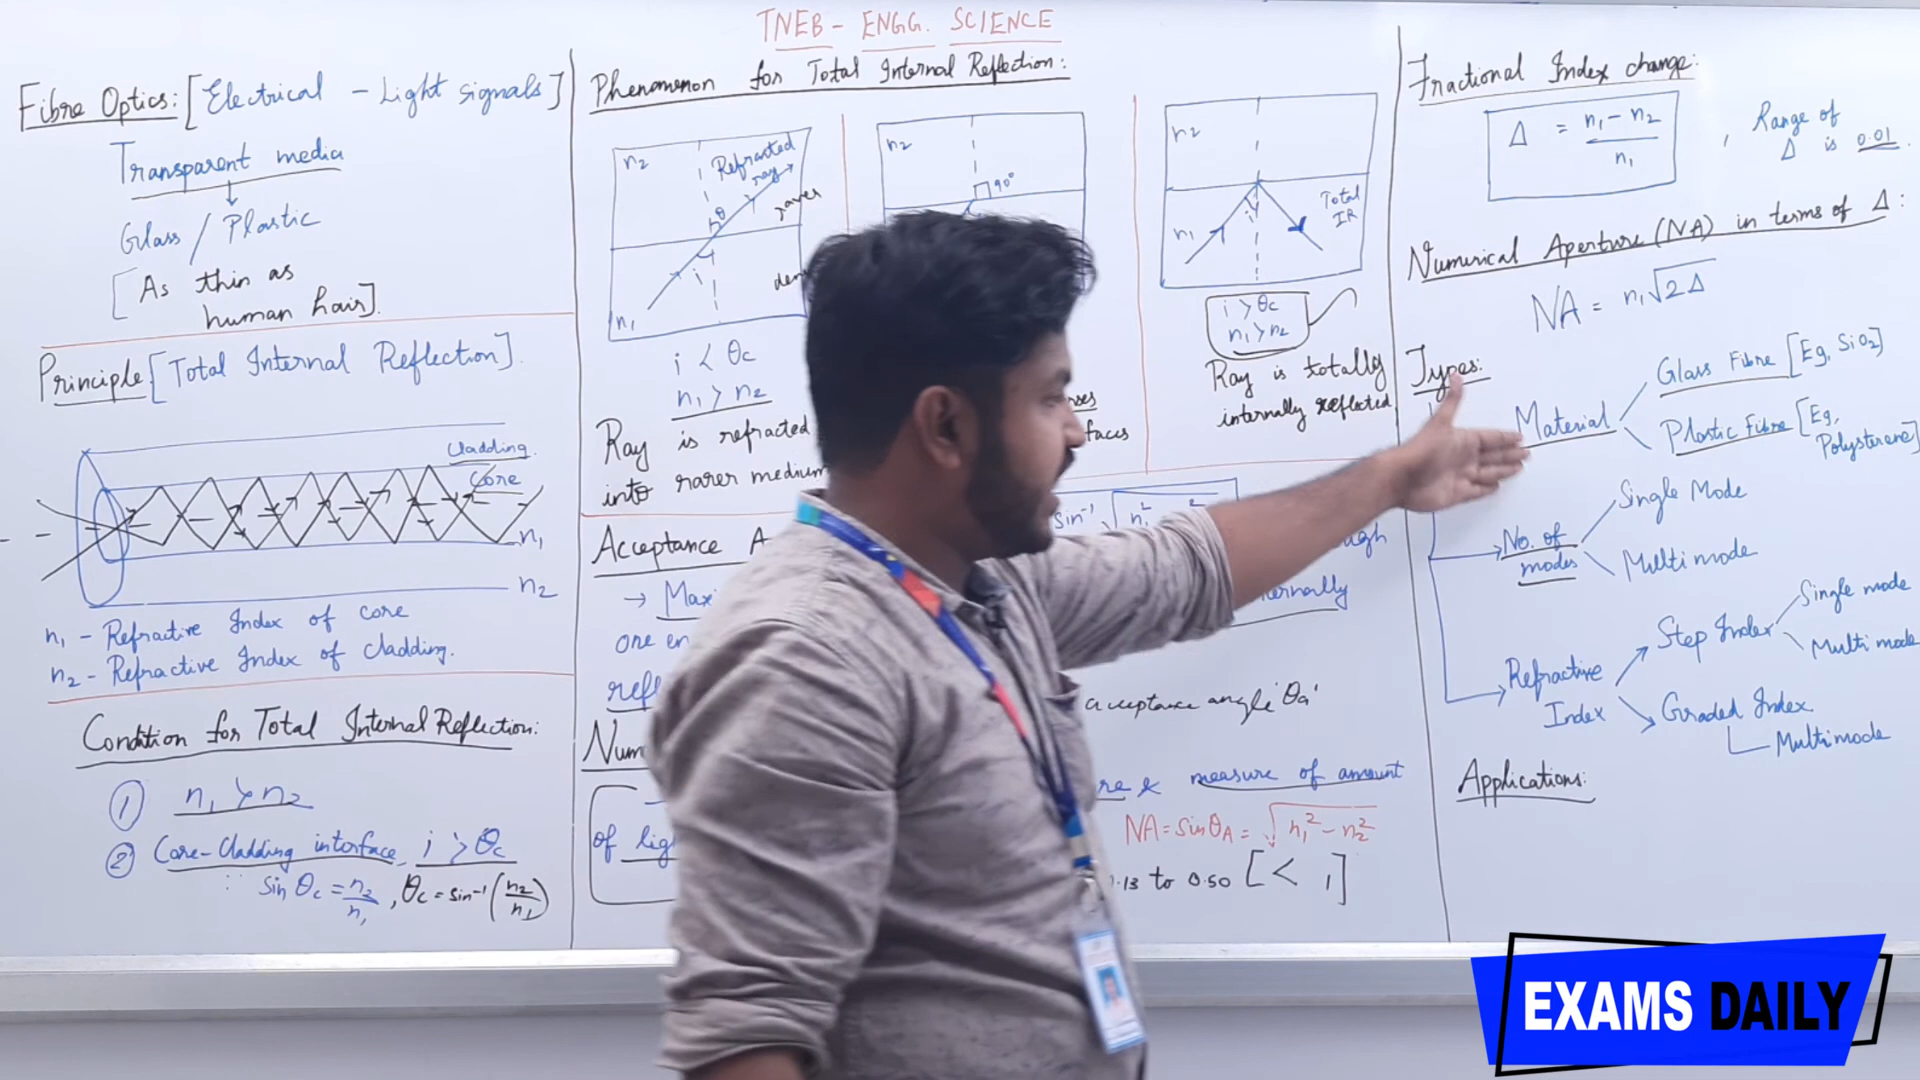 TNEB - ENGG. SCIENCE
Fibre Optics: [Electrical - Light signals]
Transparent media
Glass / Plastic
[As thin as
human hair].
Principle [Total Internal Reflection].
Cladding.
Core
n₁
n₂
n₁ - Refractive Index of core
n₂ - Refractive Index of cladding.
Condition for Total Internal Reflection:
① n₁ > n₂
② Core-Cladding interface, i > θc
∵ sin θc = n₂/n₁, θc = sin⁻¹(n₂/n₁)
Phenomenon for Total Internal Reflection:
n₂
Refracted
ray
θ
rarer
i
n₁
i < θc
n₁ > n₂
Ray is refracted
into rarer medium
n₂
90°
faces
n₂
n₁
i
Total
IR
i > θc
n₁ > n₂
Ray is totally
internally reflected
Acceptance
sin⁻¹ √n₁²
→
one
acceptance angle 'θa'
& measure of amount
of
NA = sin θA = √n₁² - n₂²
to 0.50 [< 1]
Fractional Index change:
Δ = n₁ - n₂ / n₁ , Range of
Δ is 0.01.
Numerical Aperture (NA) in terms of Δ:
NA = n₁√2Δ
Types:
Material
Glass Fibre [Eg, SiO₂]
Plastic Fibre [Eg,
Polysterene]
No. of
modes
Single Mode
Multi mode
Refractive
Index
Step Index
Single mode
Multi mode
Graded Index
Multimode
Applications:
EXAMS DAILY